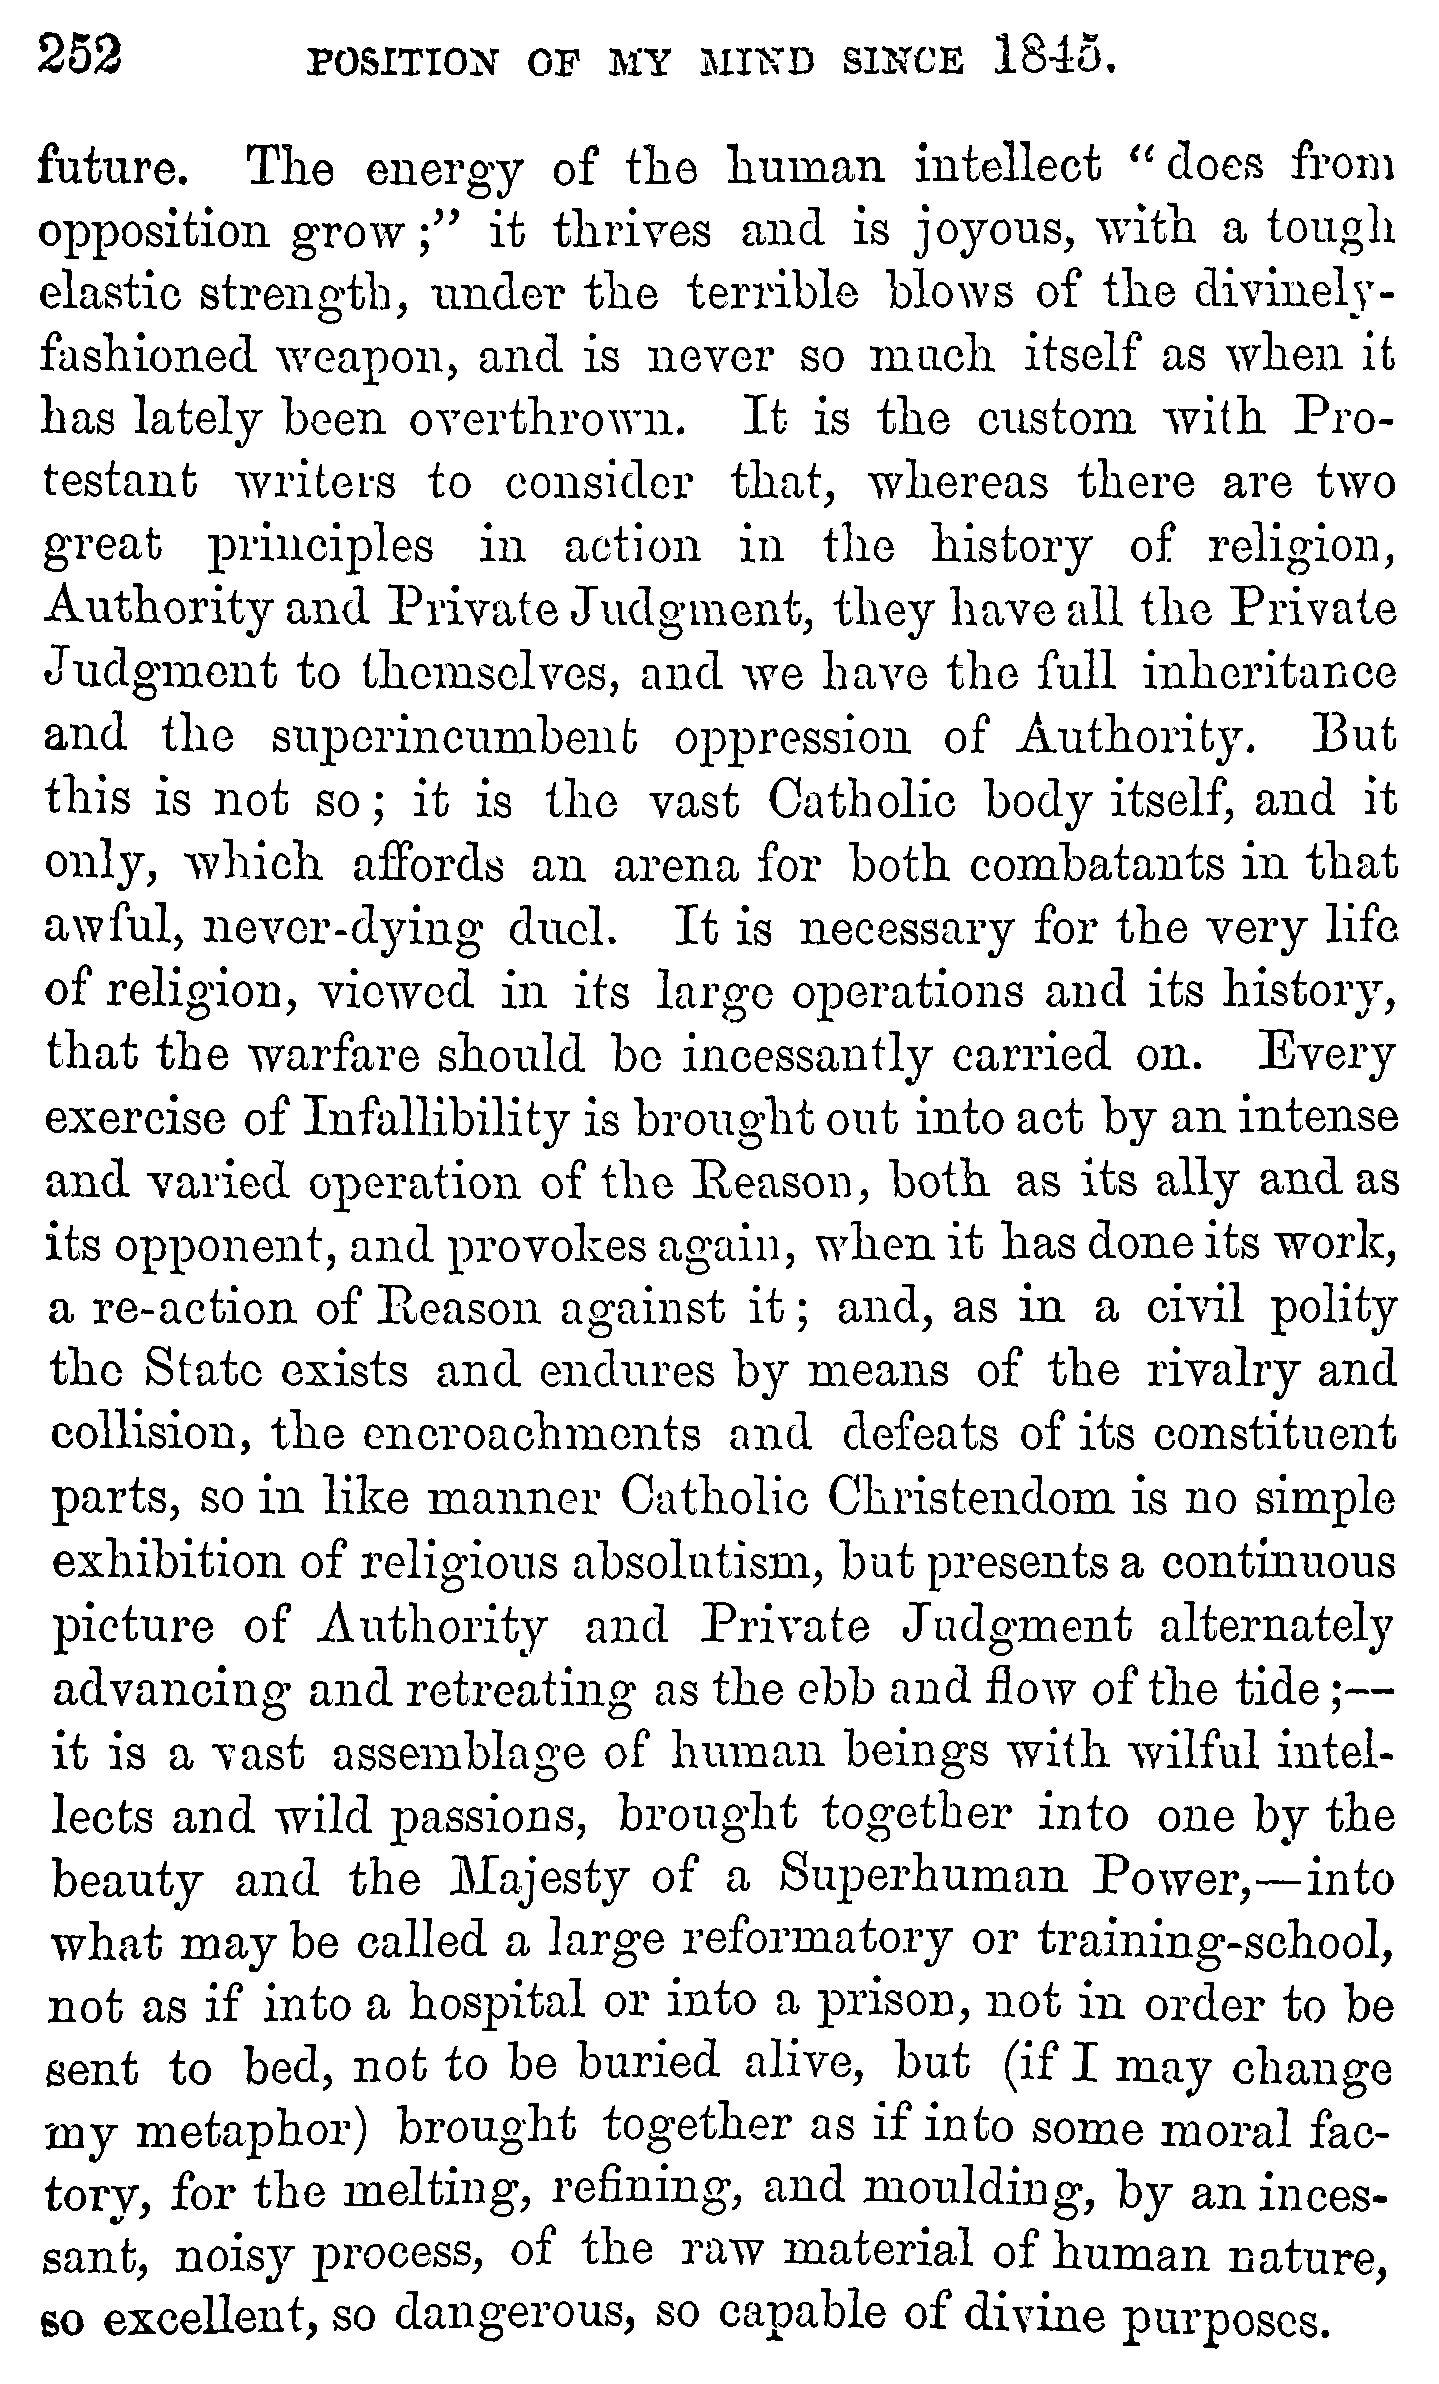 252 POSITION OF MY MIND SINCE 1845.
future. The energy of the human intellect “does from
opposition grow;” it thrives and is joyous, with a tough
elastic strength, under the terrible blows of the divinely-
fashioned weapon, and is never so much itself as when it
has lately been overthrown. It is the custom with Pro-
testant writers to consider that, whereas there are two
great principles in action in the history of religion,
Authority and Private Judgment, they have all the Private
Judgment to themselves, and we have the full inheritance
and the superincumbent oppression of Authority. But
this is not so; it is the vast Catholic body itself, and it
only, which affords an arena for both combatants in that
awful, never-dying duel. It is necessary for the very life
of religion, viewed in its large operations and its history,
that the warfare should be incessantly carried on. Every
exercise of Infallibility is brought out into act by an intense
and varied operation of the Reason, both as its ally and as
its opponent, and provokes again, when it has done its work,
a re-action of Reason against it; and, as in a civil polity
the State exists and endures by means of the rivalry and
collision, the encroachments and defeats of its constituent
parts, so in like manner Catholic Christendom is no simple
exhibition of religious absolutism, but presents a continuous
picture of Authority and Private Judgment alternately
advancing and retreating as the ebb and flow of the tide;—
it is a vast assemblage of human beings with wilful intel-
lects and wild passions, brought together into one by the
beauty and the Majesty of a Superhuman Power,—into
what may be called a large reformatory or training-school,
not as if into a hospital or into a prison, not in order to be
sent to bed, not to be buried alive, but (if I may change
my metaphor) brought together as if into some moral fac-
tory, for the melting, refining, and moulding, by an inces-
sant, noisy process, of the raw material of human nature,
so excellent, so dangerous, so capable of divine purposes.